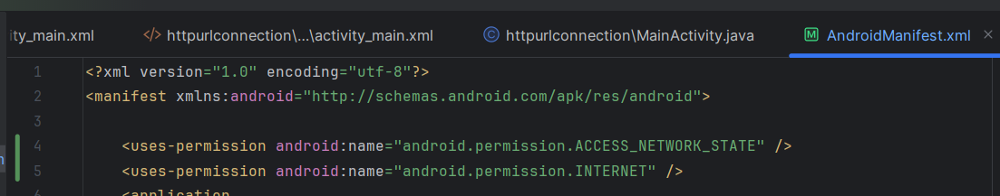 ity_main.xml httpurlconnection\...\activity_main.xml httpurlconnection\MainActivity.java AndroidManifest.xml
1 <?xml version="1.0" encoding="utf-8"?>
2 <manifest xmlns:android="http://schemas.android.com/apk/res/android">
3
4 <uses-permission android:name="android.permission.ACCESS_NETWORK_STATE" />
5 <uses-permission android:name="android.permission.INTERNET" />
6 <application